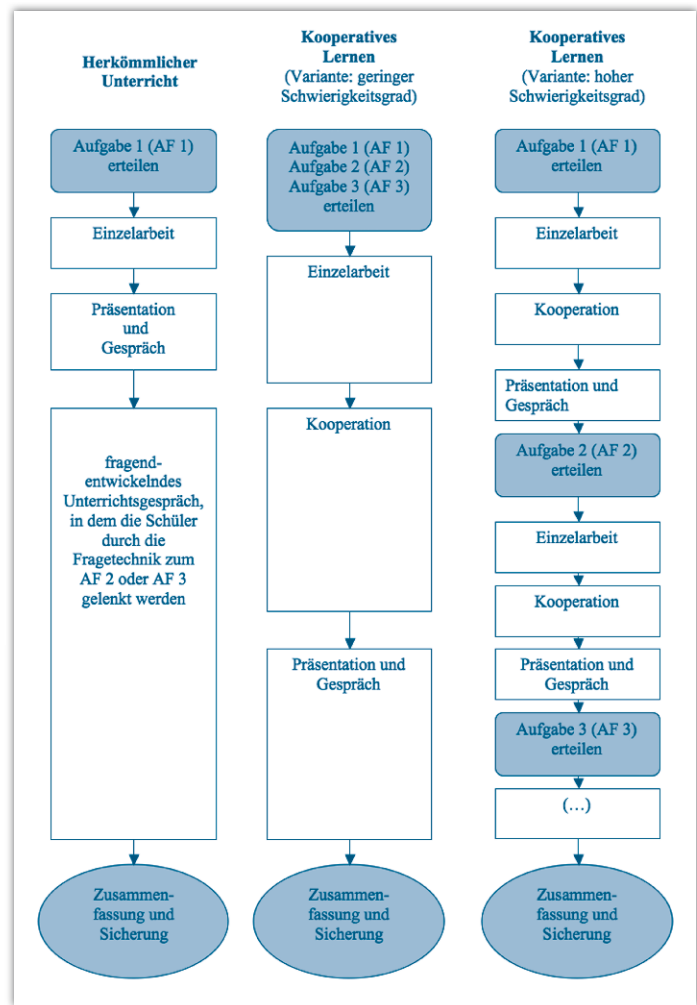 Herkömmlicher
Unterricht
Aufgabe 1 (AF 1)
erteilen
Einzelarbeit
Präsentation
und
Gespräch
fragend-
entwickelndes
Unterrichtsgespräch,
in dem die Schüler
durch die
Fragetechnik zum
AF 2 oder AF 3
gelenkt werden
Zusammen-
fassung und
Sicherung
Kooperatives
Lernen
(Variante: geringer
Schwierigkeitsgrad)
Aufgabe 1 (AF 1)
Aufgabe 2 (AF 2)
Aufgabe 3 (AF 3)
erteilen
Einzelarbeit
Kooperation
Präsentation und
Gespräch
Zusammen-
fassung und
Sicherung
Kooperatives
Lernen
(Variante: hoher
Schwierigkeitsgrad)
Aufgabe 1 (AF 1)
erteilen
Einzelarbeit
Kooperation
Präsentation und
Gespräch
Aufgabe 2 (AF 2)
erteilen
Einzelarbeit
Kooperation
Präsentation und
Gespräch
Aufgabe 3 (AF 3)
erteilen
(…)
Zusammen-
fassung und
Sicherung